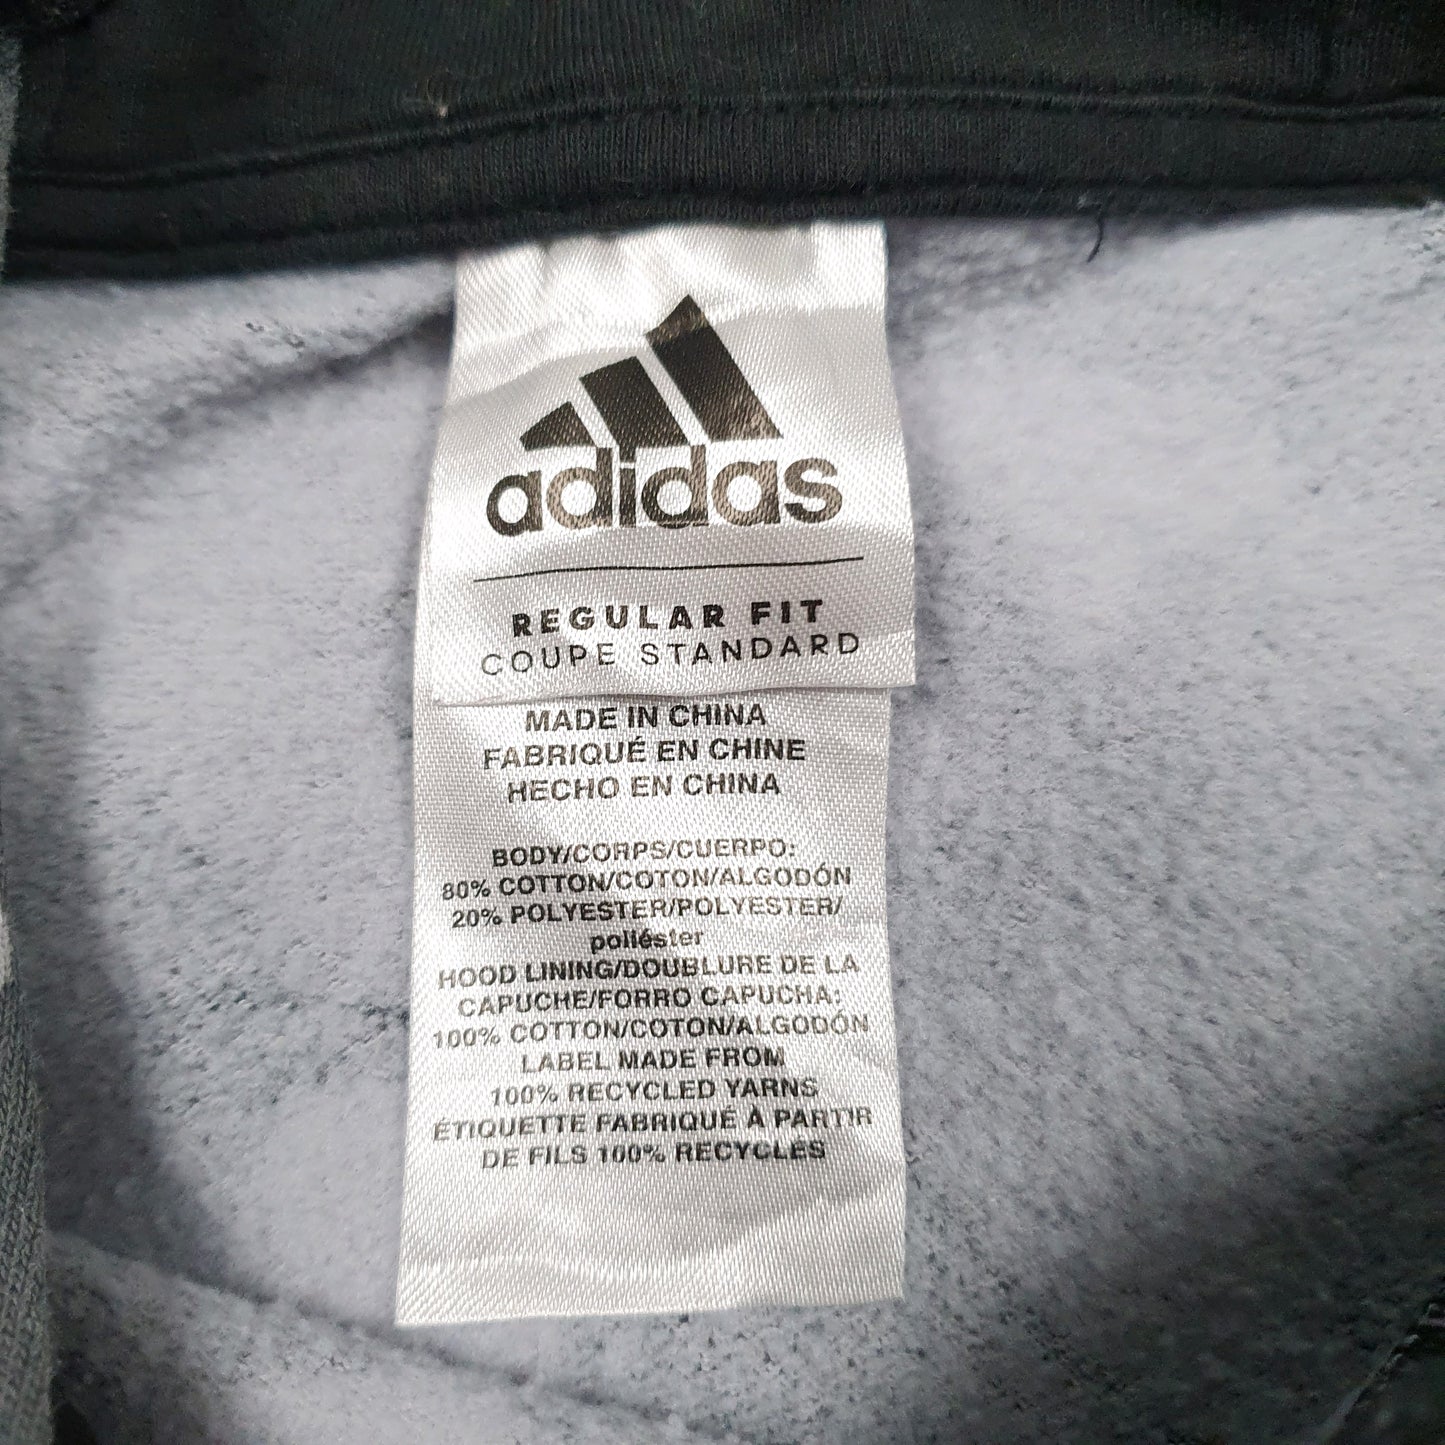 adidas
REGULAR FIT
COUPE STANDARD
MADE IN CHINA
FABRIQUÉ EN CHINE
HECHO EN CHINA
BODY/CORPS/CUERPO:
80% COTTON/COTON/ALGODÓN
20% POLYESTER/POLYESTER/
poliéster
HOOD LINING/DOUBLURE DE LA
CAPUCHE/FORRO CAPUCHA:
100% COTTON/COTON/ALGODÓN
LABEL MADE FROM
100% RECYCLED YARNS
ÉTIQUETTE FABRIQUÉ À PARTIR
DE FILS 100% RECYCLÉS